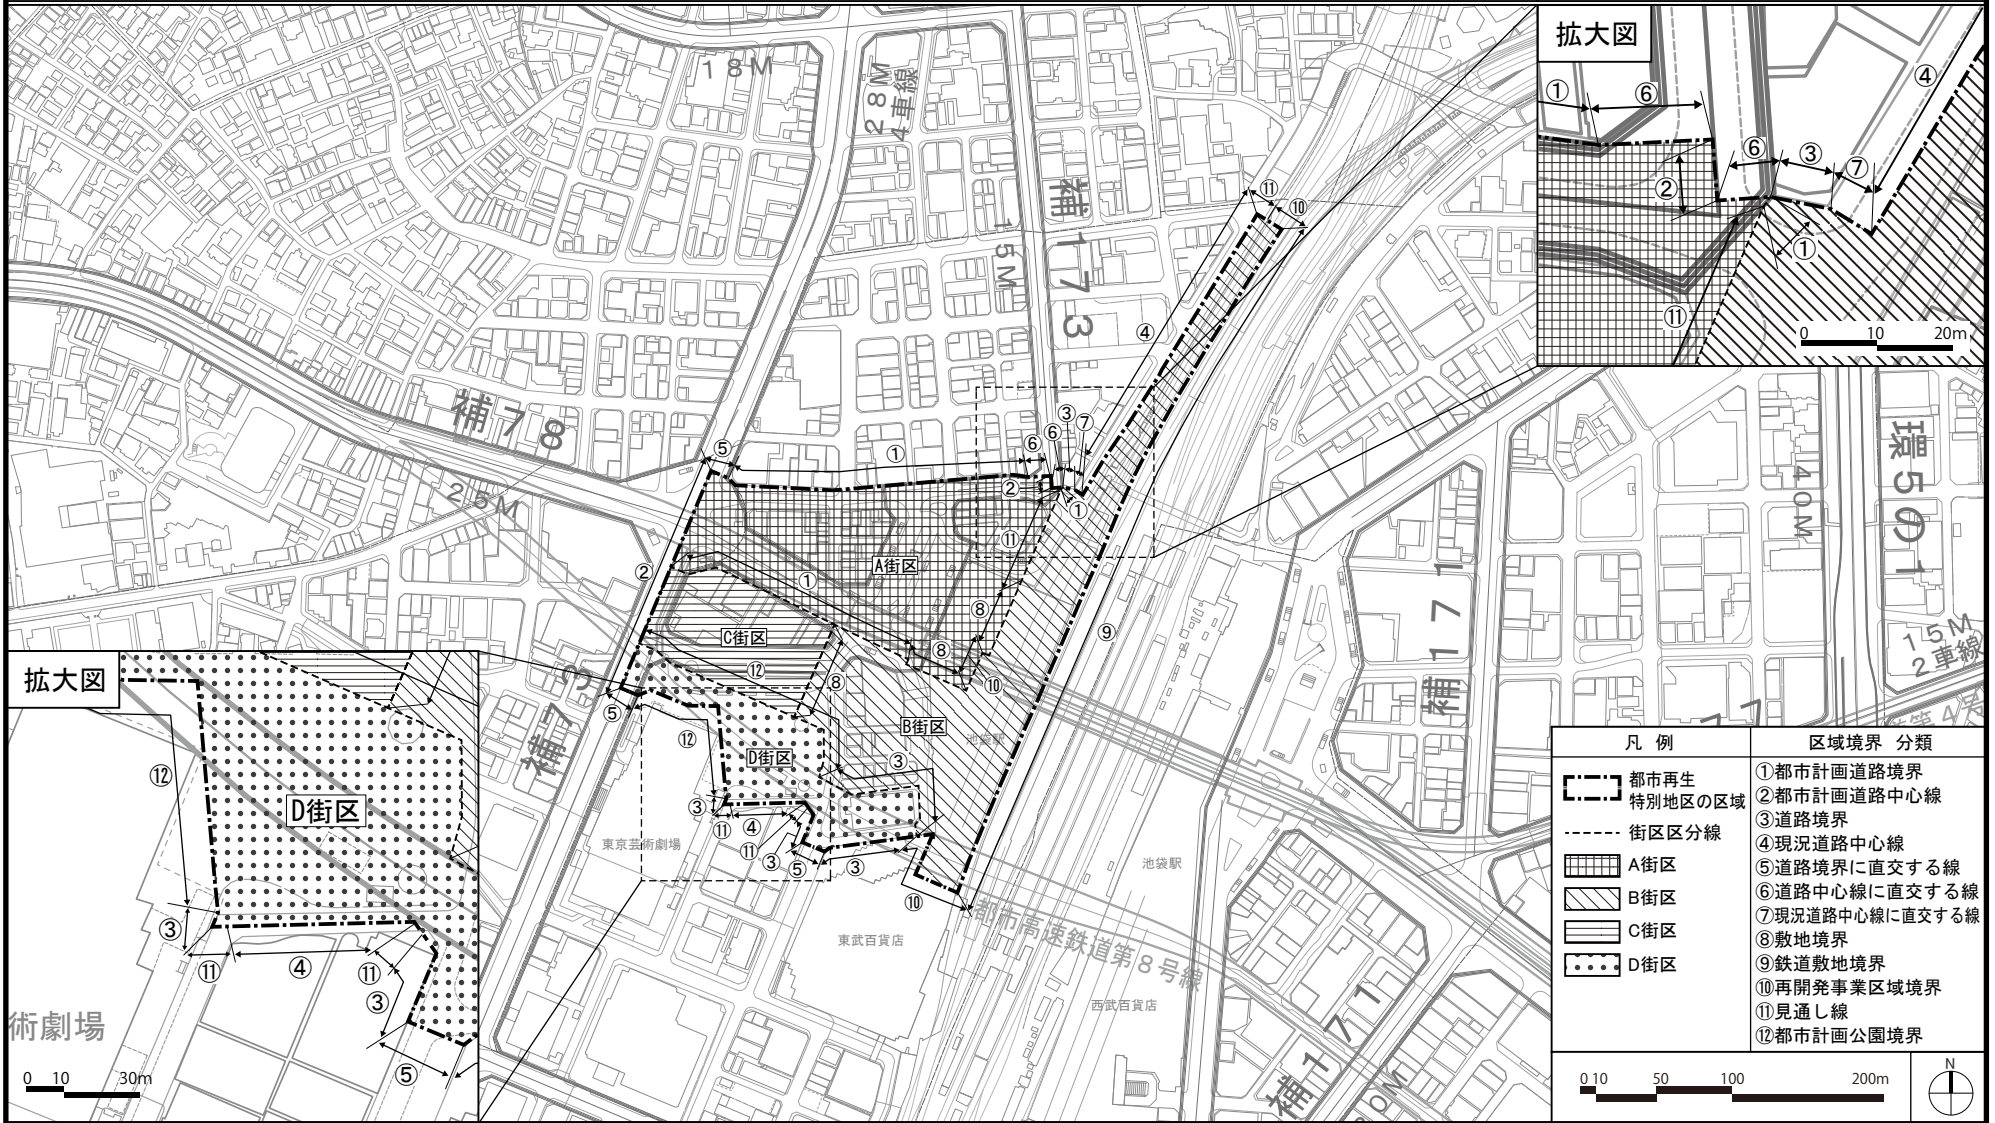 拡大図
①
⑥
④
②
⑥
③
⑦
①
⑪
0 10 20m
18M
28M
4車線
補173
15M
補78
25M
⑪
⑩
④
⑤
①
⑥
⑥
③
⑦
②
①
⑪
A街区
②
①
⑧
⑨
C街区
⑧
⑫
⑧
⑩
B街区
補73
⑤
⑫
D街区
池袋駅
③
③
⑪
④
⑪
③
⑤
③
⑩
東京芸術劇場
東武百貨店
池袋駅
西武百貨店
都市高速鉄道第8号線
補171
補171
環5の1
40M
15M
2車線
拡大図
D街区
⑫
③
⑪
④
⑪
③
⑤
術劇場
0 10 30m
凡 例
都市再生
特別地区の区域
街区区分線
A街区
B街区
C街区
D街区
区域境界 分類
①都市計画道路境界
②都市計画道路中心線
③道路境界
④現況道路中心線
⑤道路境界に直交する線
⑥道路中心線に直交する線
⑦現況道路中心線に直交する線
⑧敷地境界
⑨鉄道敷地境界
⑩再開発事業区域境界
⑪見通し線
⑫都市計画公園境界
0 10 50 100 200m
N